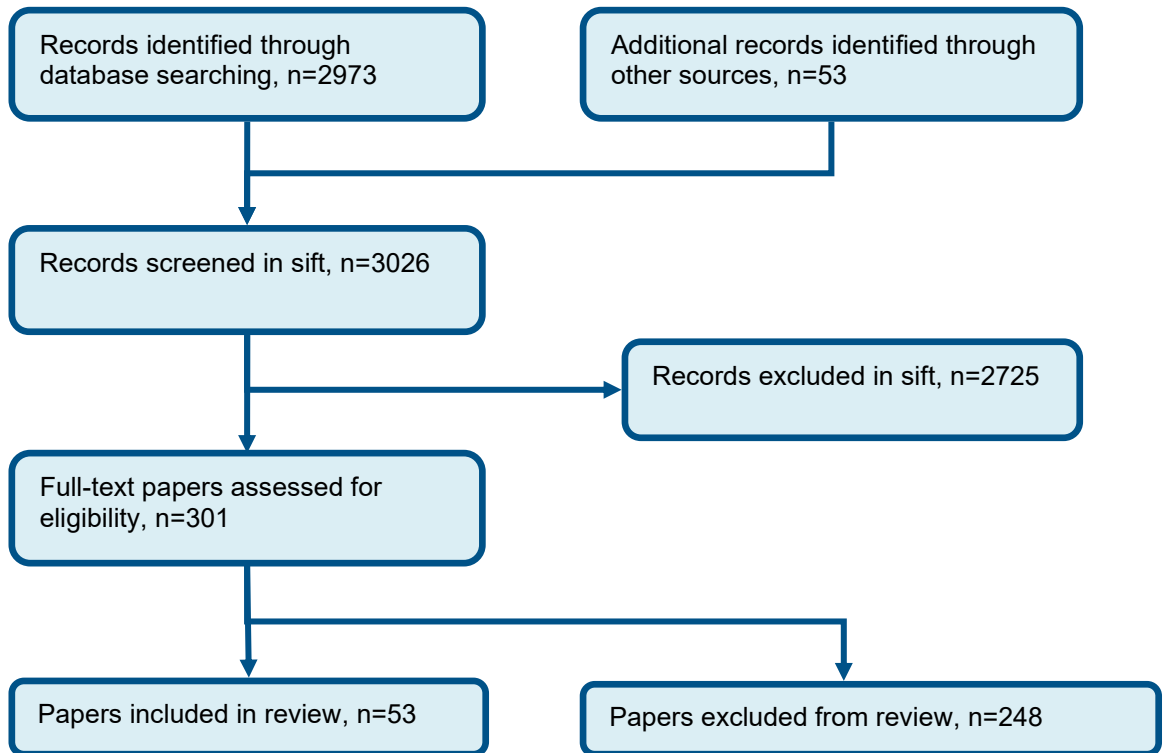 Records identified through
database searching, n=2973
Additional records identified through
other sources, n=53
Records screened in sift, n=3026
Records excluded in sift, n=2725
Full-text papers assessed for
eligibility, n=301
Papers included in review, n=53
Papers excluded from review, n=248